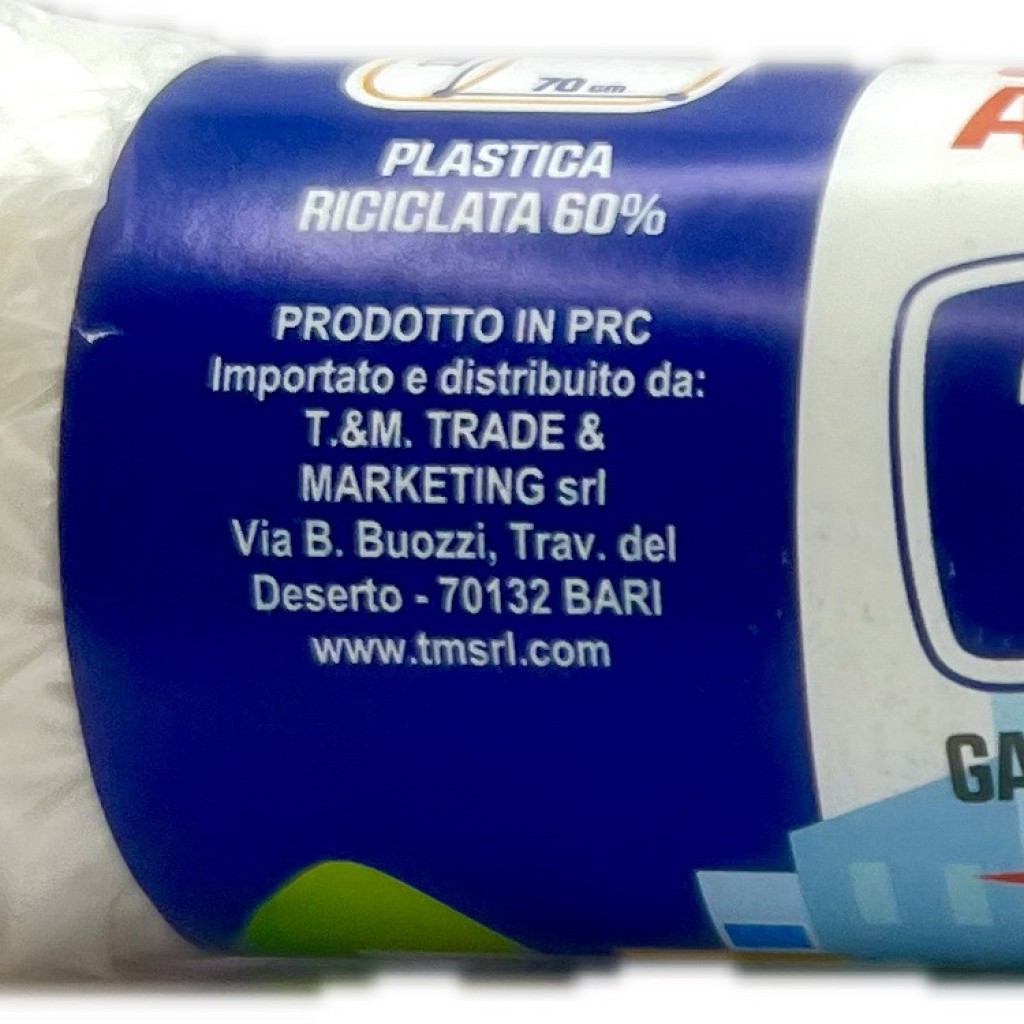 70 cm
PLASTICA
RICICLATA 60%
PRODOTTO IN PRC
Importato e distribuito da:
T.&M. TRADE &
MARKETING srl
Via B. Buozzi, Trav. del
Deserto - 70132 BARI
www.tmsrl.com
GA